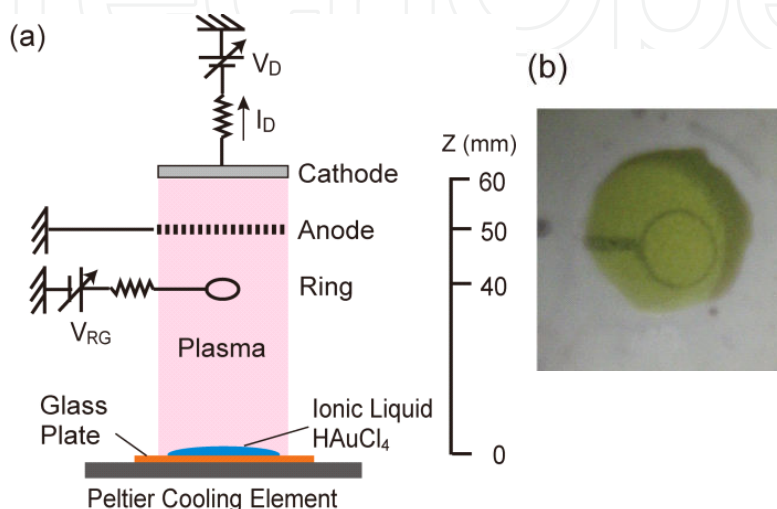 (a)
V_D
I_D
Cathode
Anode
Ring
V_RG
Plasma
Glass
Plate
Ionic Liquid
HAuCl₄
Peltier Cooling Element
Z (mm)
60
50
40
0
(b)